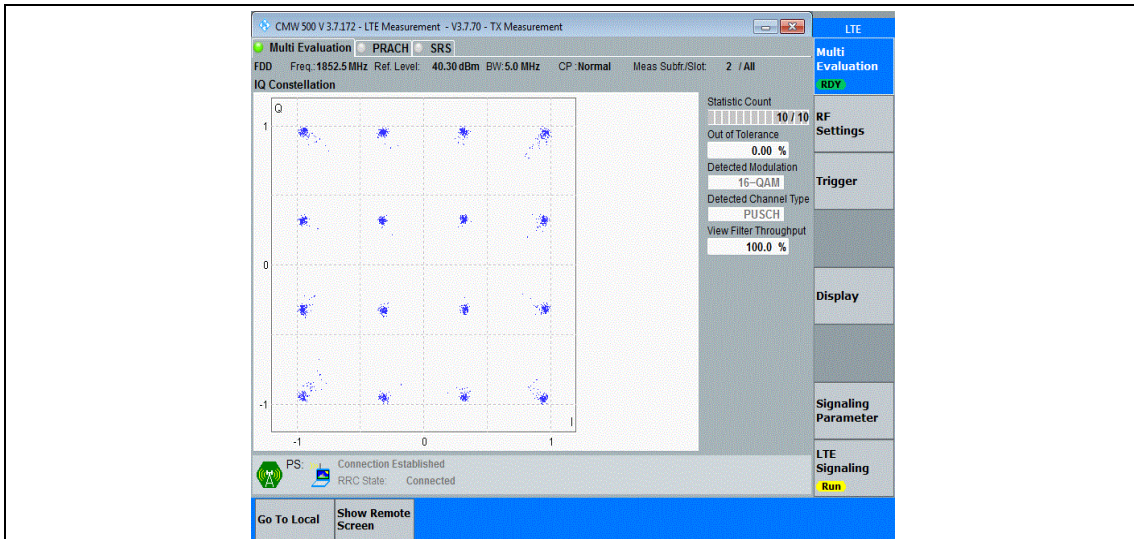 CMW 500 V 3.7.172 - LTE Measurement - V3.7.70 - TX Measurement
LTE
Multi Evaluation PRACH SRS
Multi
Evaluation
RDY
FDD Freq.:1852.5 MHz Ref. Level: 40.30 dBm BW:5.0 MHz CP :Normal Meas Subfr./Slot: 2 / All
IQ Constellation
Q
1
0
-1
-1 0 1
I
Statistic Count
10 / 10
Out of Tolerance
0.00 %
Detected Modulation
16-QAM
Detected Channel Type
PUSCH
View Filter Throughput
100.0 %
RF
Settings
Trigger
Display
Signaling
Parameter
LTE
Signaling
Run
PS:
Connection Established
RRC State: Connected
Go To Local
Show Remote
Screen